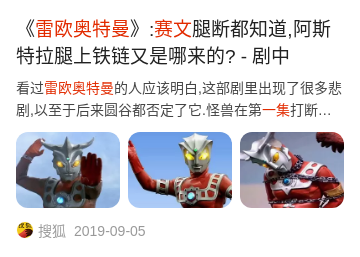 《雷欧奥特曼》:赛文腿断都知道,阿斯
特拉腿上铁链又是哪来的? - 剧中
看过雷欧奥特曼的人应该明白,这部剧里出现了很多悲
剧,以至于后来圆谷都否定了它.怪兽在第一集打断…
搜狐 2019-09-05